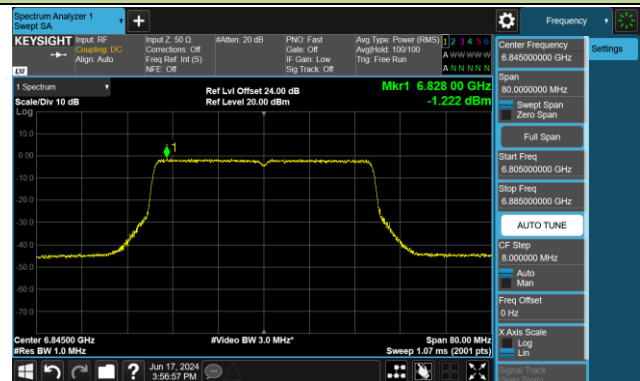 Spectrum Analyzer 1
Swept SA
Frequency
KEYSIGHT
Input: RF
Coupling: DC
Align: Auto
Input Z: 50 Ω
Corrections: Off
Freq Ref: Int (S)
NFE: Off
#Atten: 20 dB
PNO: Fast
Gate: Off
IF Gain: Low
Sig Track: Off
Avg Type: Power (RMS)
Avg|Hold: 100/100
Trig: Free Run
1 2 3 4 5 6
A W W W W W
A N N N N N
LXI
1 Spectrum
Scale/Div 10 dB
Log
Ref Lvl Offset 24.00 dB
Ref Level 20.00 dBm
Mkr1 6.828 00 GHz
-1.222 dBm
1
10.0
0.00
-10.0
-20.0
-30.0
-40.0
-50.0
-60.0
-70.0
Center 6.84500 GHz
#Res BW 1.0 MHz
#Video BW 3.0 MHz*
Span 80.00 MHz
Sweep 1.07 ms (2001 pts)
Jun 17, 2024
3:56:57 PM
Center Frequency
6.845000000 GHz
Span
80.0000000 MHz
Swept Span
Zero Span
Full Span
Start Freq
6.805000000 GHz
Stop Freq
6.885000000 GHz
AUTO TUNE
CF Step
8.000000 MHz
Auto
Man
Freq Offset
0 Hz
X Axis Scale
Log
Lin
Signal Track
(Span Zoom)
Settings